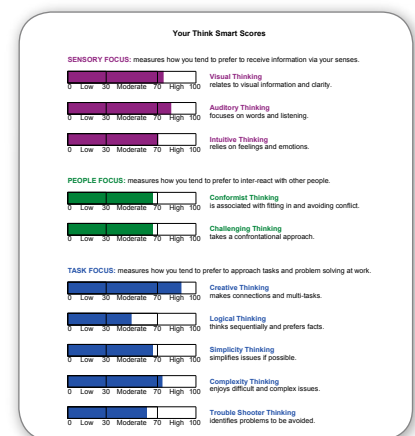 Your Think Smart Scores
SENSORY FOCUS: measures how you tend to prefer to receive information via your senses.
Visual Thinking
relates to visual information and clarity.
0 Low 30 Moderate 70 High 100
Auditory Thinking
focuses on words and listening.
0 Low 30 Moderate 70 High 100
Intuitive Thinking
relies on feelings and emotions.
0 Low 30 Moderate 70 High 100
PEOPLE FOCUS: measures how you tend to prefer to inter-react with other people.
Conformist Thinking
is associated with fitting in and avoiding conflict.
0 Low 30 Moderate 70 High 100
Challenging Thinking
takes a confrontational approach.
0 Low 30 Moderate 70 High 100
TASK FOCUS: measures how you tend to prefer to approach tasks and problem solving at work.
Creative Thinking
makes connections and multi-tasks.
0 Low 30 Moderate 70 High 100
Logical Thinking
thinks sequentially and prefers facts.
0 Low 30 Moderate 70 High 100
Simplicity Thinking
simplifies issues if possible.
0 Low 30 Moderate 70 High 100
Complexity Thinking
enjoys difficult and complex issues.
0 Low 30 Moderate 70 High 100
Trouble Shooter Thinking
identifies problems to be avoided.
0 Low 30 Moderate 70 High 100